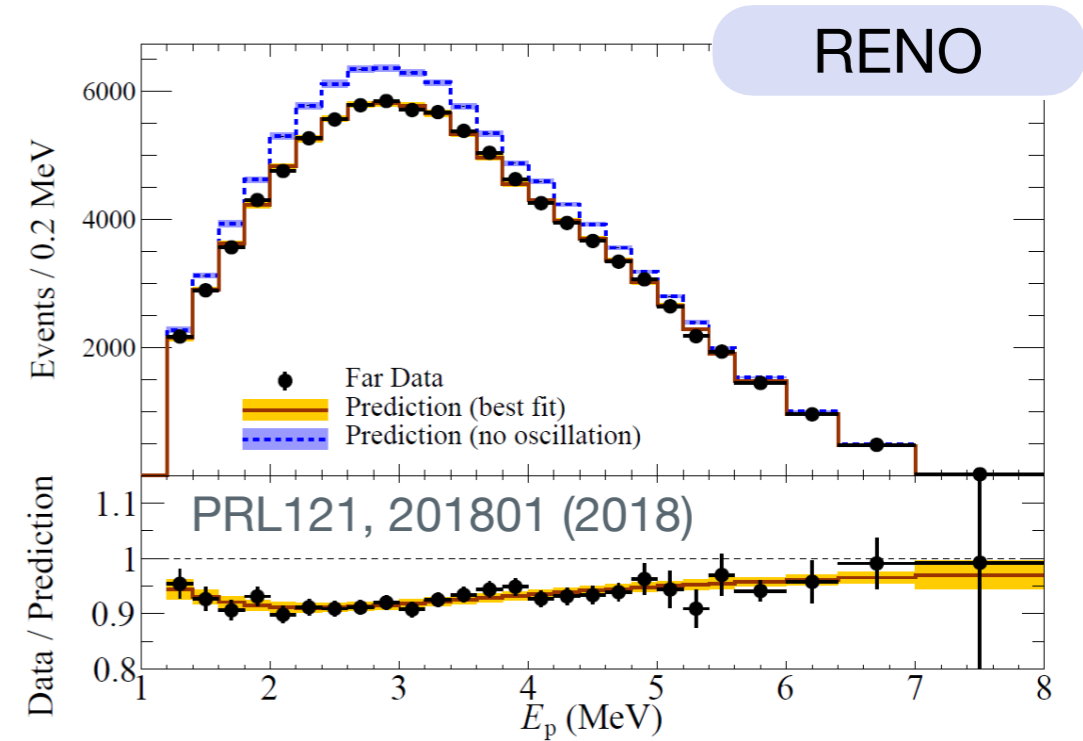 RENO
Events / 0.2 MeV
6000
4000
2000
Far Data
Prediction (best fit)
Prediction (no oscillation)
Data / Prediction
1.1
1
0.9
0.8
PRL121, 201801 (2018)
1 2 3 4 5 6 7 8
Eₚ (MeV)